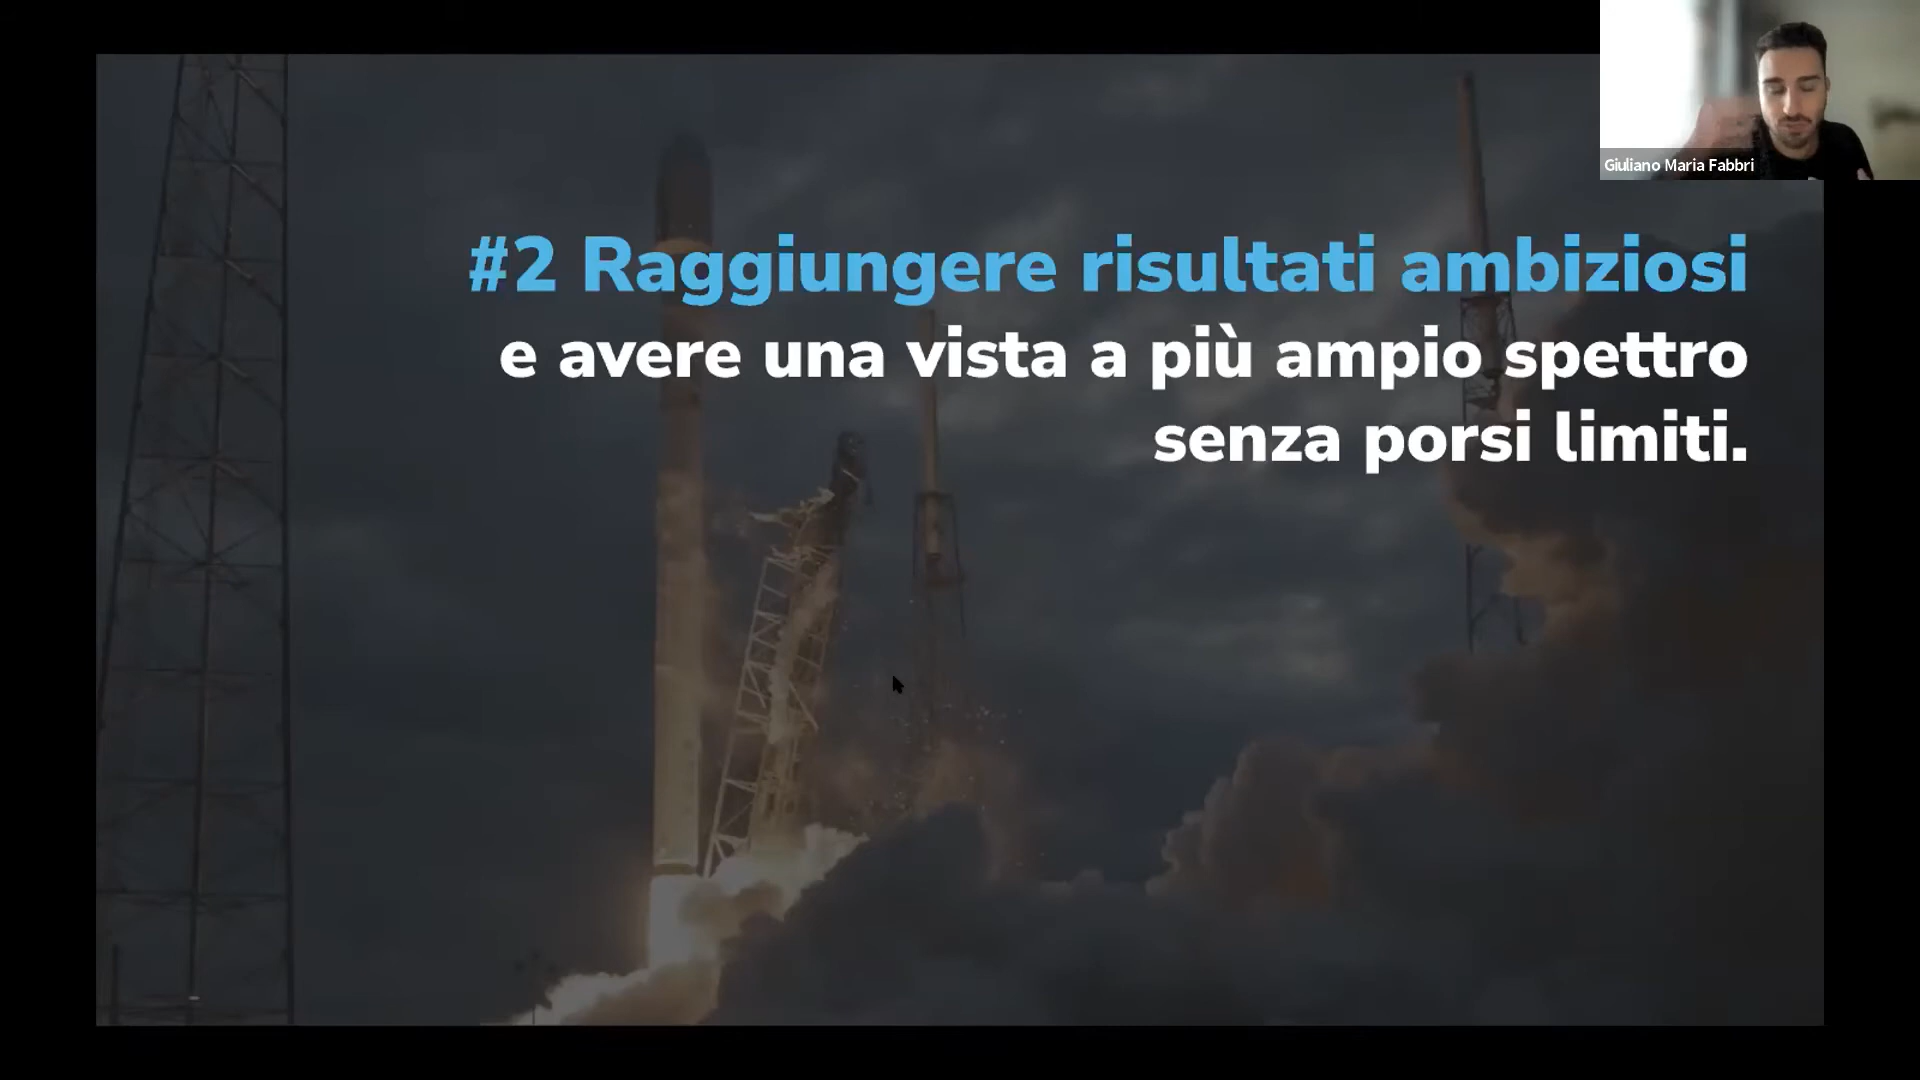 Giuliano Maria Fabbri
#2 Raggiungere risultati ambiziosi
e avere una vista a più ampio spettro
senza porsi limiti.